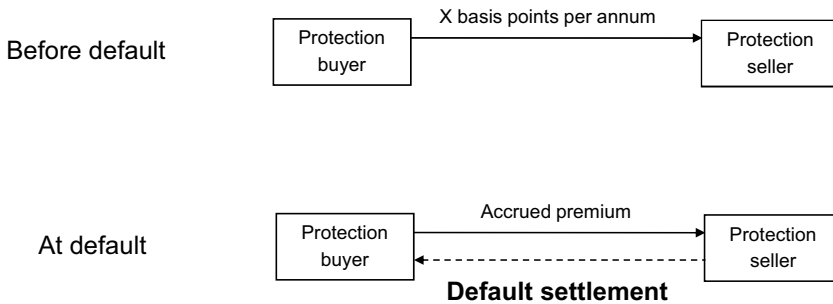 X basis points per annum
Before default
Protection
buyer
Protection
seller
Accrued premium
At default
Protection
buyer
Protection
seller
Default settlement